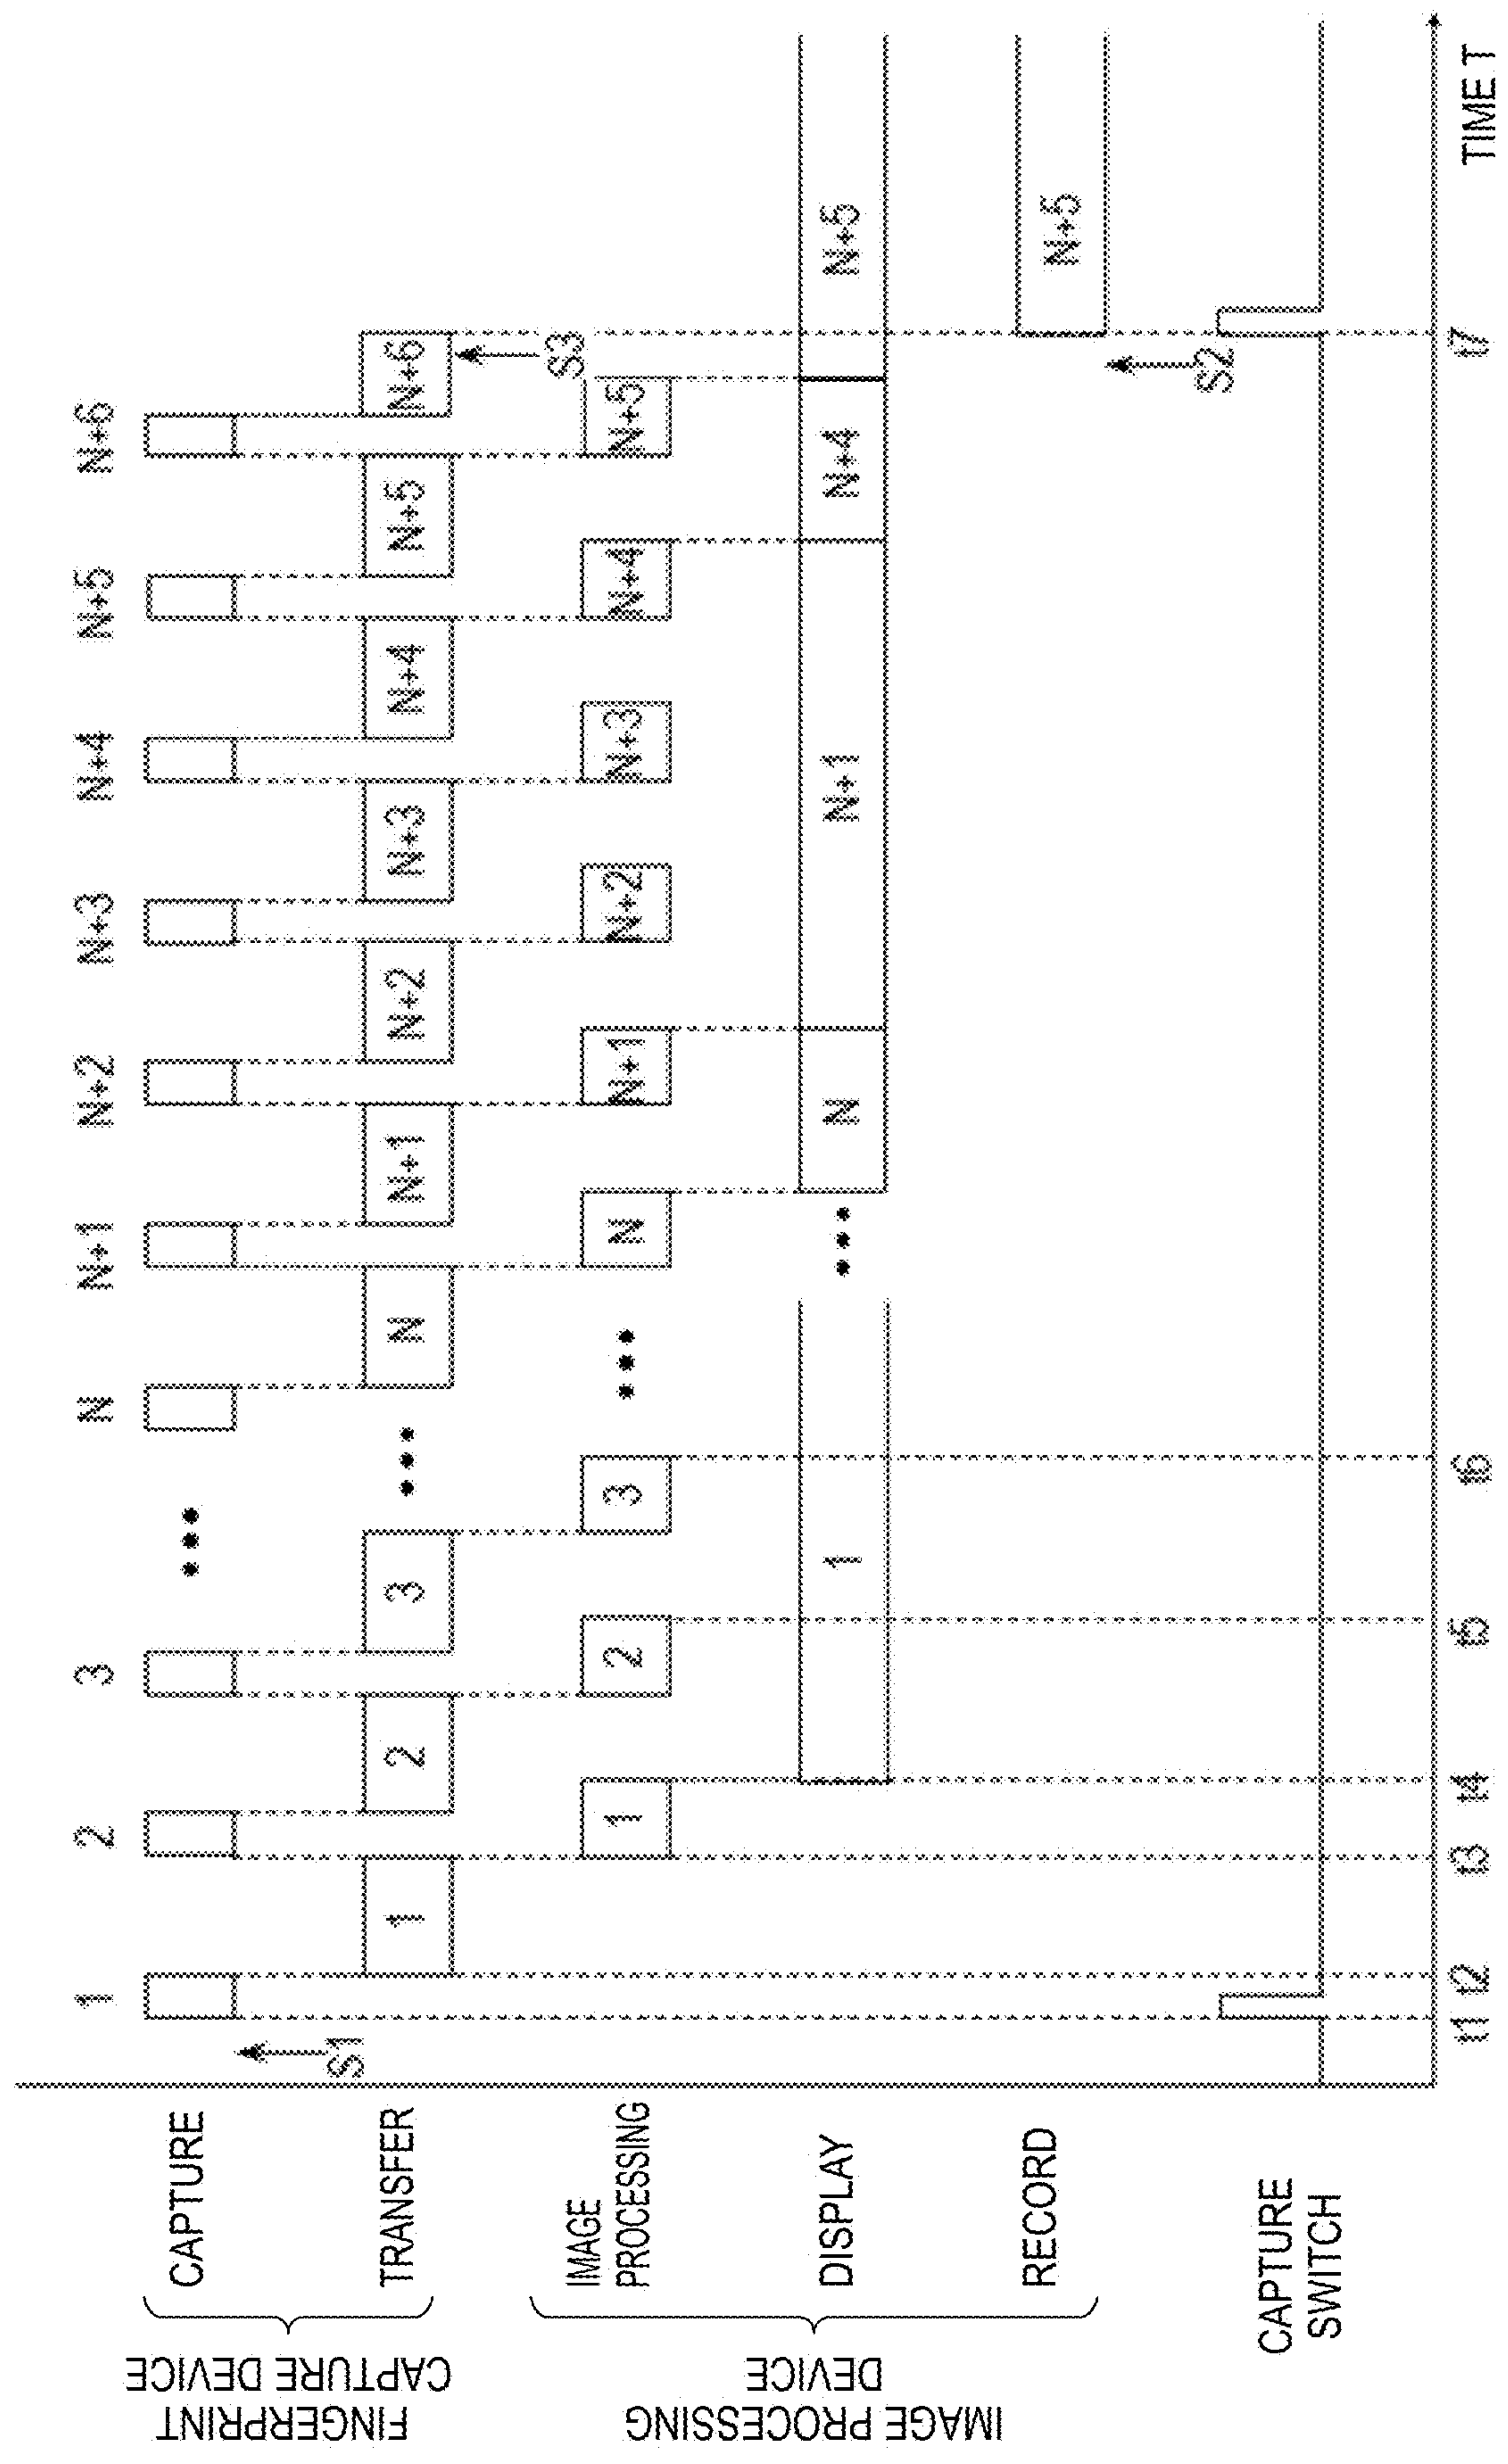 1
2
3
N
N+1
N+2
N+3
N+4
N+5
N+6
FINGERPRINT
CAPTURE DEVICE
CAPTURE
S1
TRANSFER
1
2
3
N
N+1
N+2
N+3
N+4
N+5
N+6
S3
IMAGE PROCESSING
DEVICE
IMAGE
PROCESSING
1
2
3
N
N+1
N+2
N+3
N+4
N+5
DISPLAY
1
N
N+1
N+4
N+5
RECORD
N+5
S2
CAPTURE
SWITCH
t1
t2
t3
t4
t5
t6
t7
TIME T